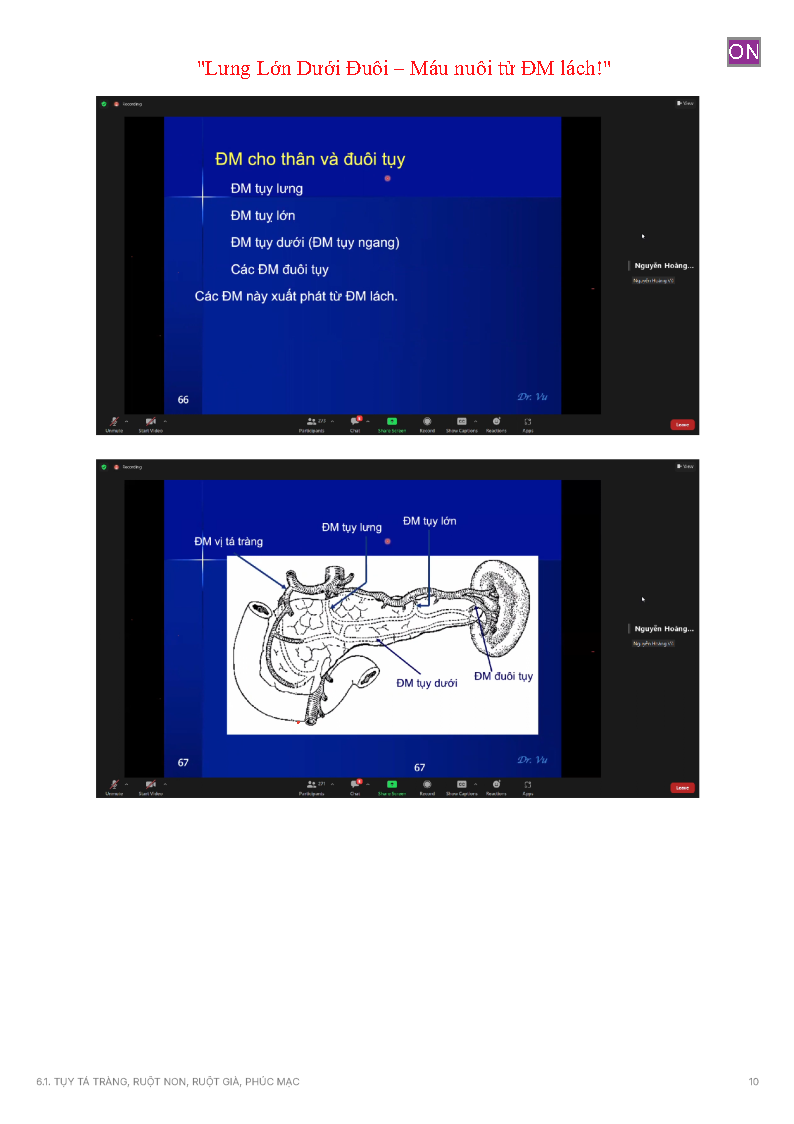 ON
"Lưng Lớn Dưới Đuôi – Máu nuôi từ ĐM lách!"
Recording
View
ĐM cho thân và đuôi tụy
ĐM tụy lưng
ĐM tuỵ lớn
ĐM tụy dưới (ĐM tụy ngang)
Các ĐM đuôi tụy
Các ĐM này xuất phát từ ĐM lách.
Nguyễn Hoàng...
Nguyễn Hoàng Vũ
66
Dr. Vu
Unmute
Start Video
Participants
Chat
Share Screen
Record
Show Captions
Reactions
Apps
Leave
Recording
View
ĐM tụy lưng
ĐM tụy lớn
ĐM vị tá tràng
Nguyễn Hoàng...
Nguyễn Hoàng Vũ
ĐM tụy dưới
ĐM đuôi tụy
67
67
Dr. Vu
271
Unmute
Start Video
Participants
Chat
Share Screen
Record
Show Captions
Reactions
Apps
Leave
6.1. TỤY TÁ TRÀNG, RUỘT NON, RUỘT GIÀ, PHÚC MẠC
10